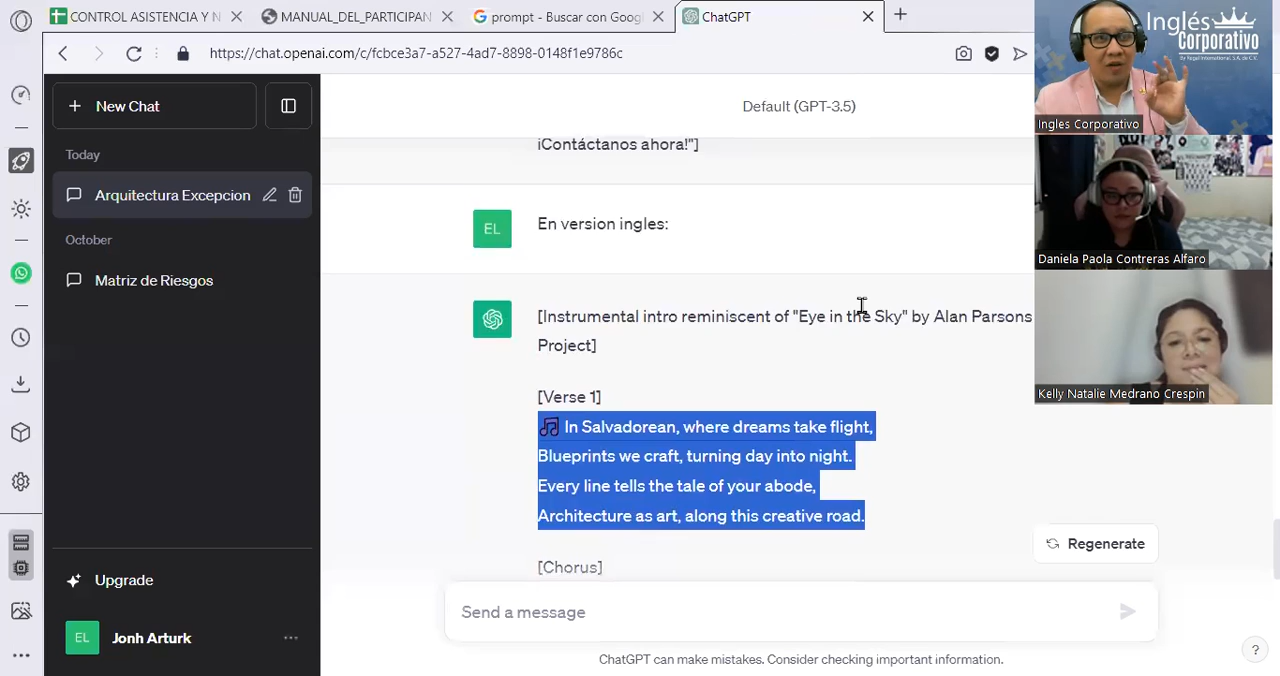 CONTROL ASISTENCIA Y N
MANUAL_DEL_PARTICIPAN
prompt - Buscar con Goog
ChatGPT
https://chat.openai.com/c/fcbce3a7-a527-4ad7-8898-0148f1e9786c
New Chat
Default (GPT-3.5)
Today
Arquitectura Excepcion
October
Matriz de Riesgos
Upgrade
EL
Jonh Arturk
¡Contáctanos ahora!"]
EL
En version ingles:
[Instrumental intro reminiscent of "Eye in the Sky" by Alan Parsons
Project]
[Verse 1]
In Salvadorean, where dreams take flight,
Blueprints we craft, turning day into night.
Every line tells the tale of your abode,
Architecture as art, along this creative road.
[Chorus]
Regenerate
Send a message
ChatGPT can make mistakes. Consider checking important information.
?
Inglés
Corporativo
By Regal International, S.A. de C.V.
Ingles Corporativo
Daniela Paola Contreras Alfaro
Kelly Natalie Medrano Crespin